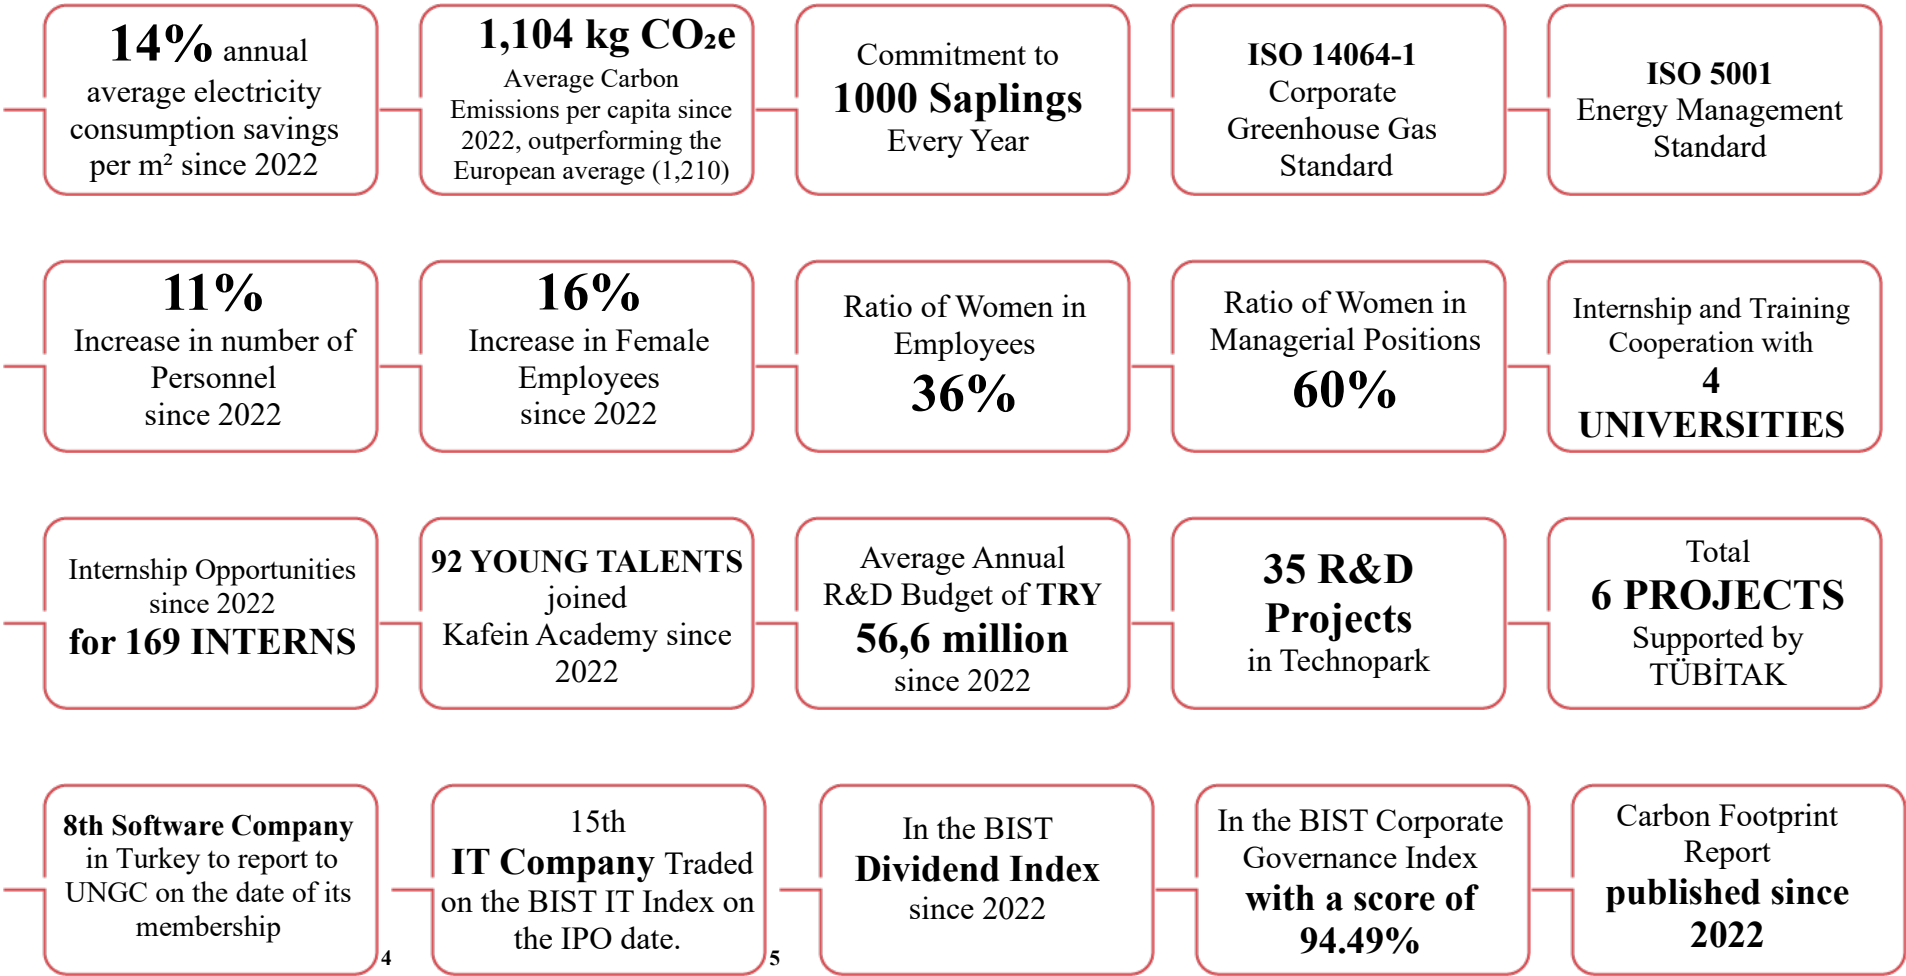 14% annual
average electricity
consumption savings
per m² since 2022
1,104 kg CO₂e
Average Carbon
Emissions per capita since
2022, outperforming the
European average (1,210)
Commitment to
1000 Saplings
Every Year
ISO 14064-1
Corporate
Greenhouse Gas
Standard
ISO 5001
Energy Management
Standard
11%
Increase in number of
Personnel
since 2022
16%
Increase in Female
Employees
since 2022
Ratio of Women in
Employees
36%
Ratio of Women in
Managerial Positions
60%
Internship and Training
Cooperation with
4
UNIVERSITIES
Internship Opportunities
since 2022
for 169 INTERNS
92 YOUNG TALENTS
joined
Kafein Academy since
2022
Average Annual
R&D Budget of TRY
56,6 million
since 2022
35 R&D
Projects
in Technopark
Total
6 PROJECTS
Supported by
TÜBİTAK
8th Software Company
in Turkey to report to
UNGC on the date of its
membership
4
15th
IT Company Traded
on the BIST IT Index on
the IPO date.
5
In the BIST
Dividend Index
since 2022
In the BIST Corporate
Governance Index
with a score of
94.49%
Carbon Footprint
Report
published since
2022